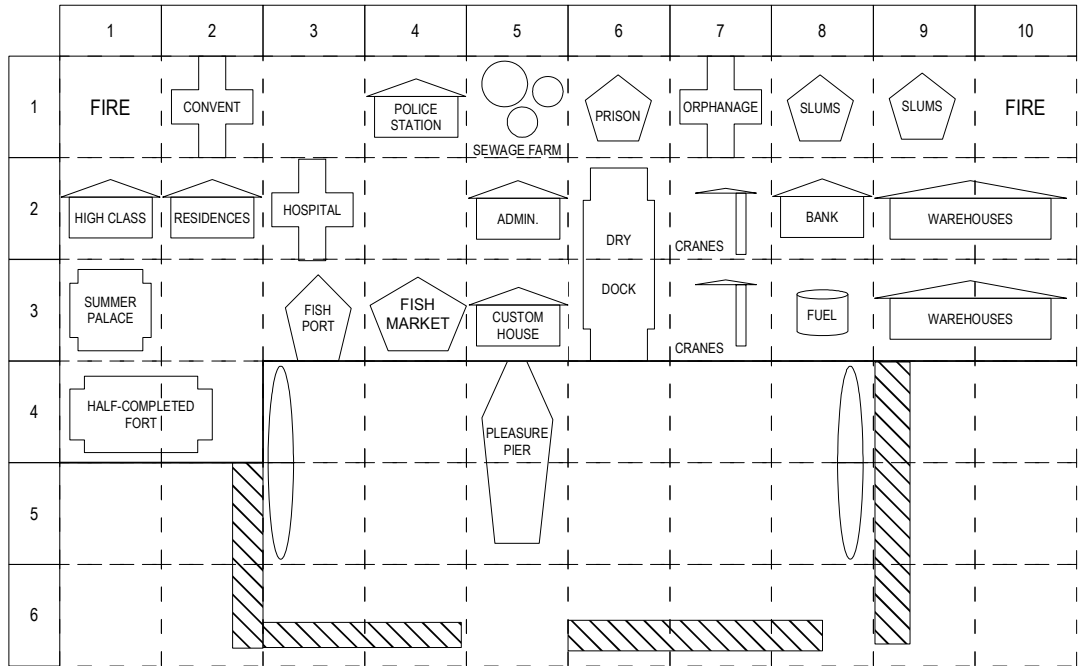 1 2 3 4 5 6 7 8 9 10
1
FIRE
CONVENT
POLICE
STATION
SEWAGE FARM
PRISON
ORPHANAGE
SLUMS
SLUMS
FIRE
2
HIGH CLASS
RESIDENCES
HOSPITAL
ADMIN.
DRY
DOCK
CRANES
BANK
WAREHOUSES
3
SUMMER
PALACE
FISH
PORT
FISH
MARKET
CUSTOM
HOUSE
CRANES
FUEL
WAREHOUSES
4
HALF-COMPLETED
FORT
PLEASURE
PIER
5
6